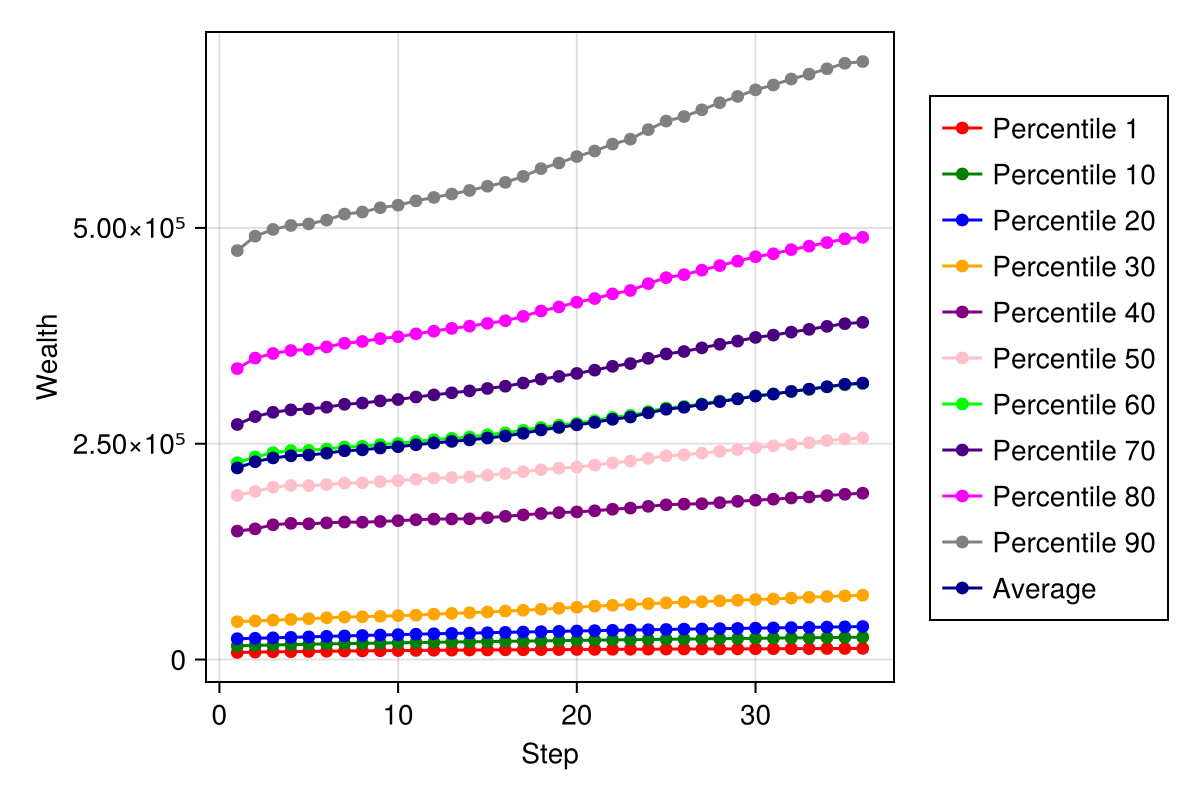 5.00×10⁵
2.50×10⁵
0
Wealth
0 10 20 30
Step
Percentile 1
Percentile 10
Percentile 20
Percentile 30
Percentile 40
Percentile 50
Percentile 60
Percentile 70
Percentile 80
Percentile 90
Average